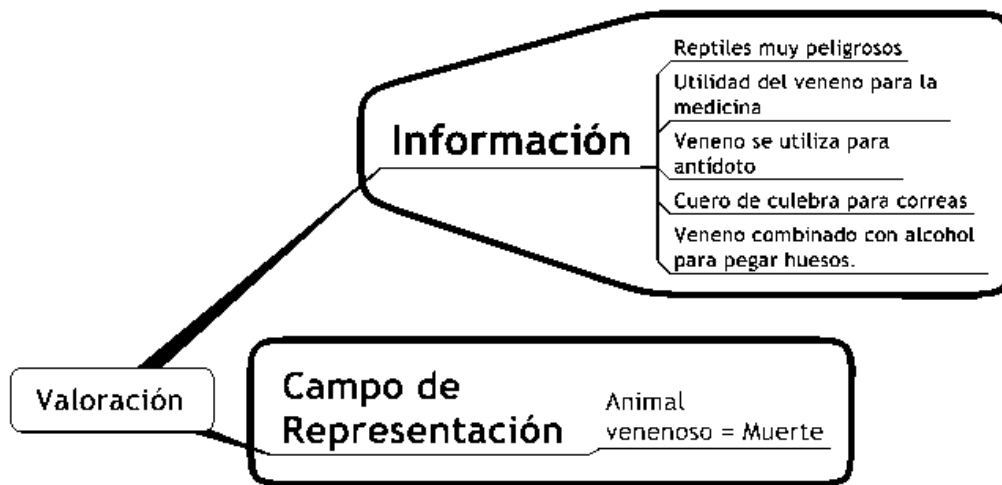 Reptiles muy peligrosos
Utilidad del veneno para la
medicina
Información
Veneno se utiliza para
antídoto
Cuero de culebra para correas
Veneno combinado con alcohol
para pegar huesos.
Valoración
Campo de
Representación
Animal
venenoso = Muerte